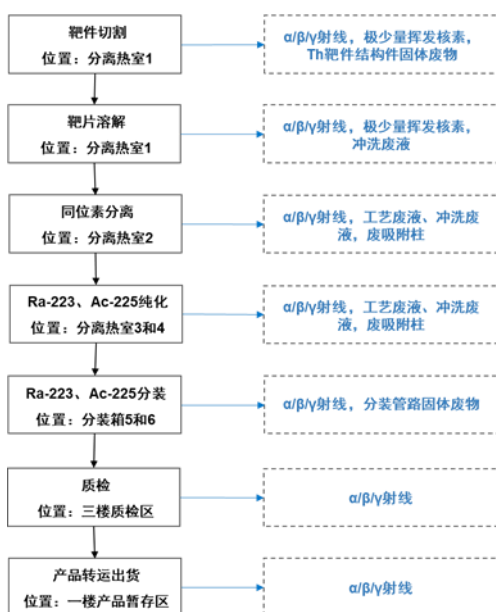 靶件切割
位置：分离热室1
α/β/γ射线，极少量挥发核素，
Th靶件结构件固体废物
靶片溶解
位置：分离热室1
α/β/γ射线，极少量挥发核素，
冲洗废液
同位素分离
位置：分离热室2
α/β/γ射线，工艺废液、冲洗废
液，废吸附柱
Ra-223、Ac-225纯化
位置：分离热室3和4
α/β/γ射线，工艺废液、冲洗废
液，废吸附柱
Ra-223、Ac-225分装
位置：分装箱5和6
α/β/γ射线，分装管路固体废物
质检
位置：三楼质检区
α/β/γ射线
产品转运出货
位置：一楼产品暂存区
α/β/γ射线